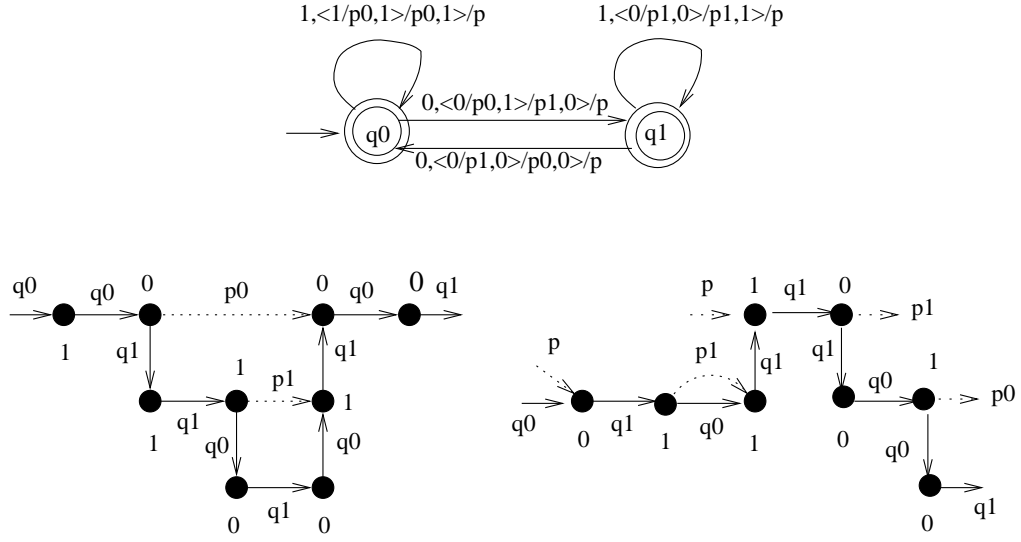 1,<1/p0,1>/p0,1>/p 1,<0/p1,0>/p1,1>/p
0,<0/p0,1>/p1,0>/p
q0 q1
0,<0/p1,0>/p0,0>/p
q0 q0 0 p0 0 q0 0 q1
1 q1 1 p1 q1
1 q1 q0 1 q0
0 q1 0
p 1 q1 0 p1
p p1 q1 q1 1
q0 0 q1 1 q0 1 0 q0 p0
q0
0 q1